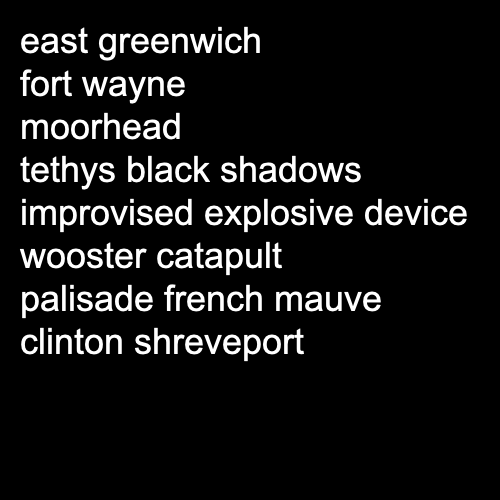 east greenwich
fort wayne
moorhead
tethys black shadows
improvised explosive device
wooster catapult
palisade french mauve
clinton shreveport